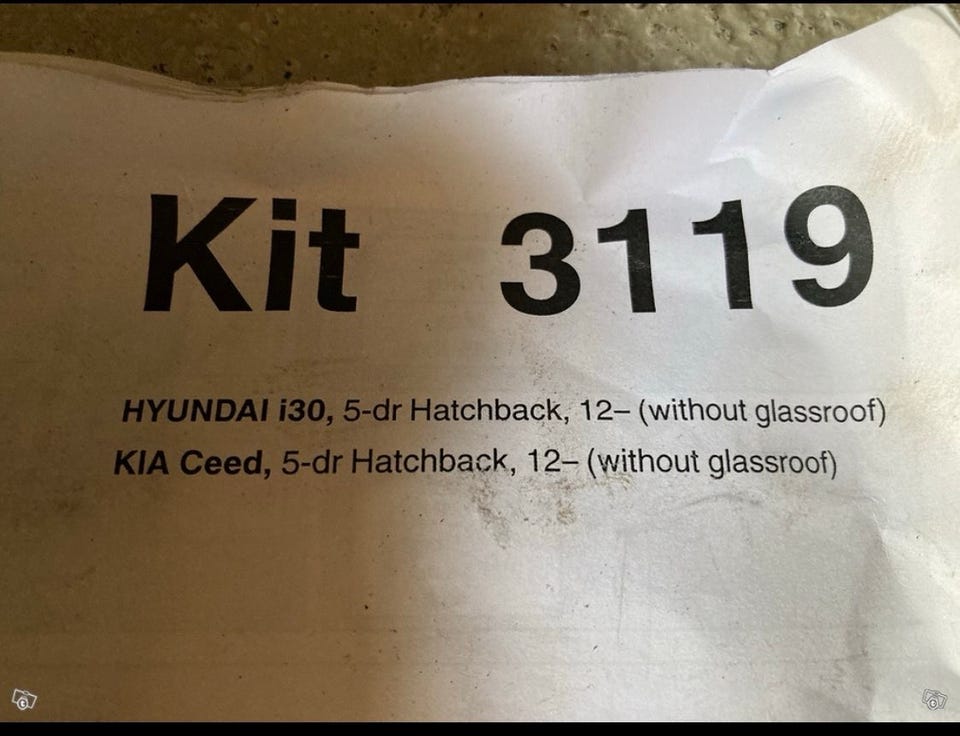 Kit 3119
HYUNDAI i30, 5-dr Hatchback, 12– (without glassroof)
KIA Ceed, 5-dr Hatchback, 12– (without glassroof)